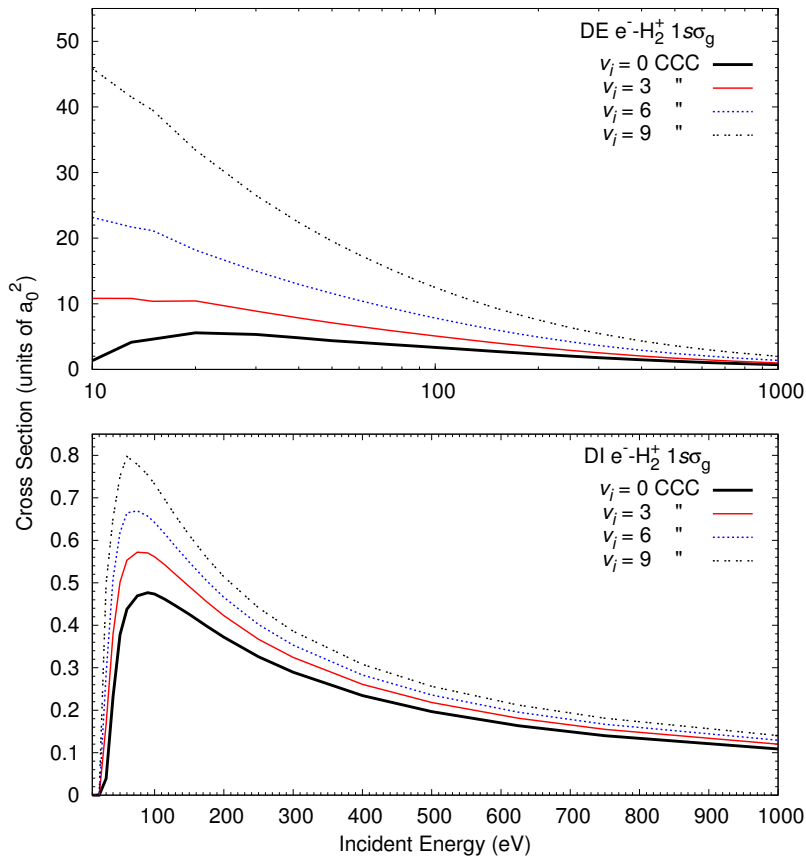 Cross Section (units of a₀²)
DE e⁻-H₂⁺ 1sσg
vᵢ = 0 CCC
vᵢ = 3 "
vᵢ = 6 "
vᵢ = 9 "
50
40
30
20
10
0
10 100 1000
DI e⁻-H₂⁺ 1sσg
vᵢ = 0 CCC
vᵢ = 3 "
vᵢ = 6 "
vᵢ = 9 "
0.8
0.7
0.6
0.5
0.4
0.3
0.2
0.1
0
100 200 300 400 500 600 700 800 900 1000
Incident Energy (eV)